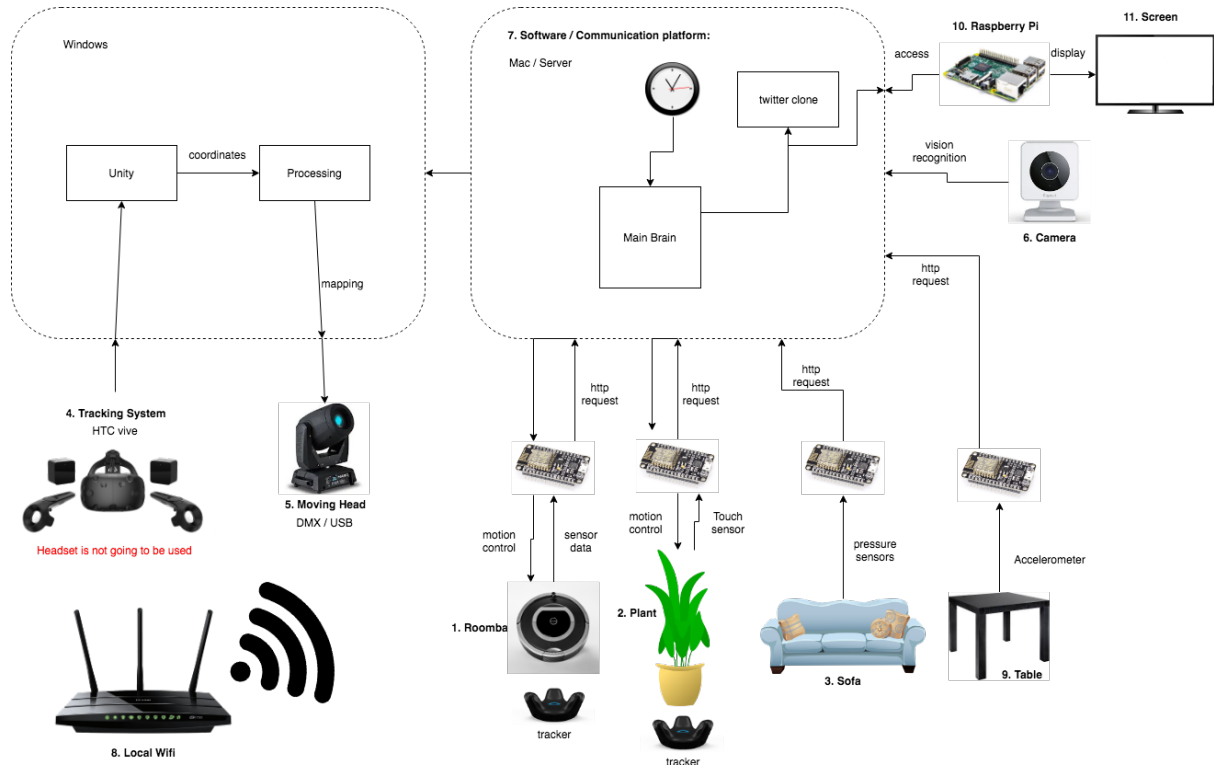 Windows
Unity
coordinates
Processing
mapping
4. Tracking System
HTC vive
Headset is not going to be used
5. Moving Head
DMX / USB
8. Local Wifi
7. Software / Communication platform:
Mac / Server
twitter clone
Main Brain
10. Raspberry Pi
11. Screen
access
display
vision
recognition
6. Camera
http
request
http
request
http
request
http
request
motion
control
sensor
data
motion
control
Touch
sensor
pressure
sensors
Accelerometer
1. Roomba
2. Plant
3. Sofa
9. Table
tracker
tracker